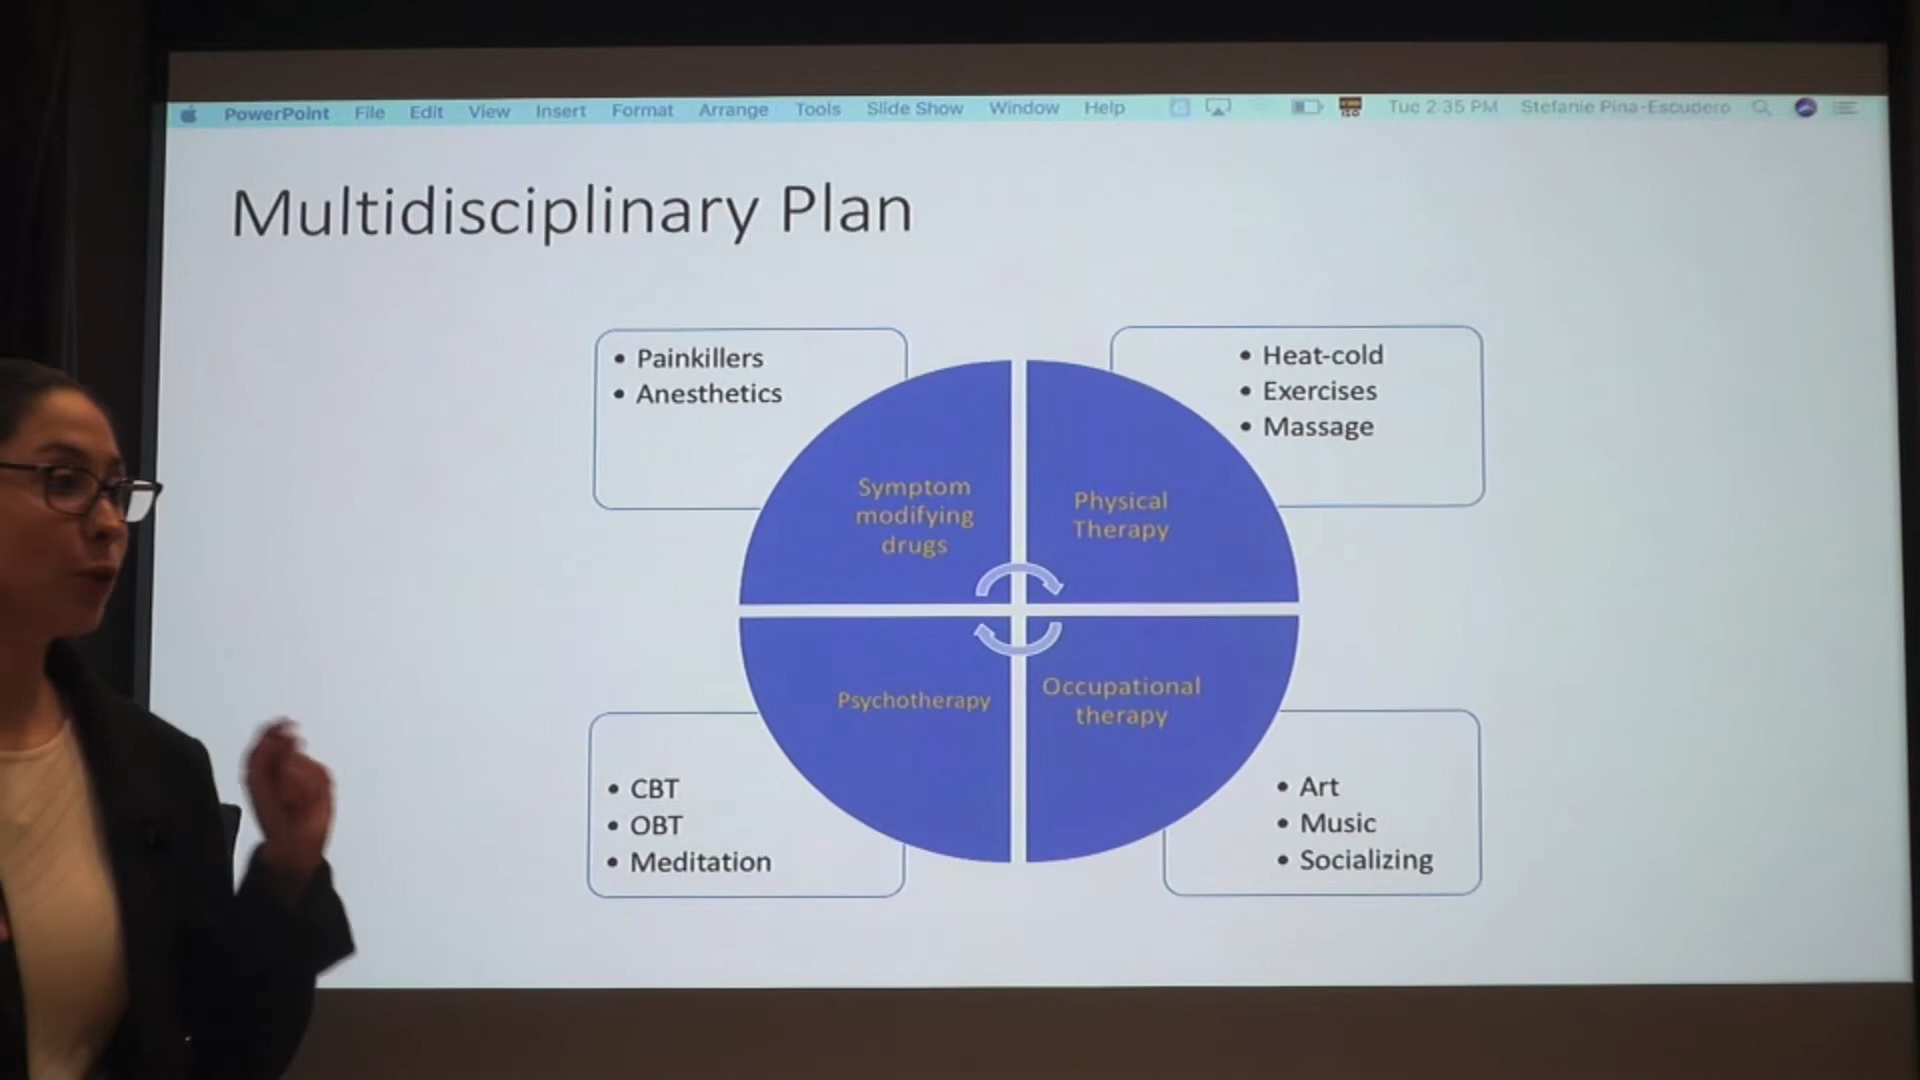 PowerPoint File Edit View Insert Format Arrange Tools Slide Show Window Help Tue 2:35 PM Stefanie Pina-Escudero
Multidisciplinary Plan
• Painkillers
• Anesthetics
• Heat-cold
• Exercises
• Massage
Symptom
modifying
drugs
Physical
Therapy
Psychotherapy
Occupational
therapy
• CBT
• OBT
• Meditation
• Art
• Music
• Socializing